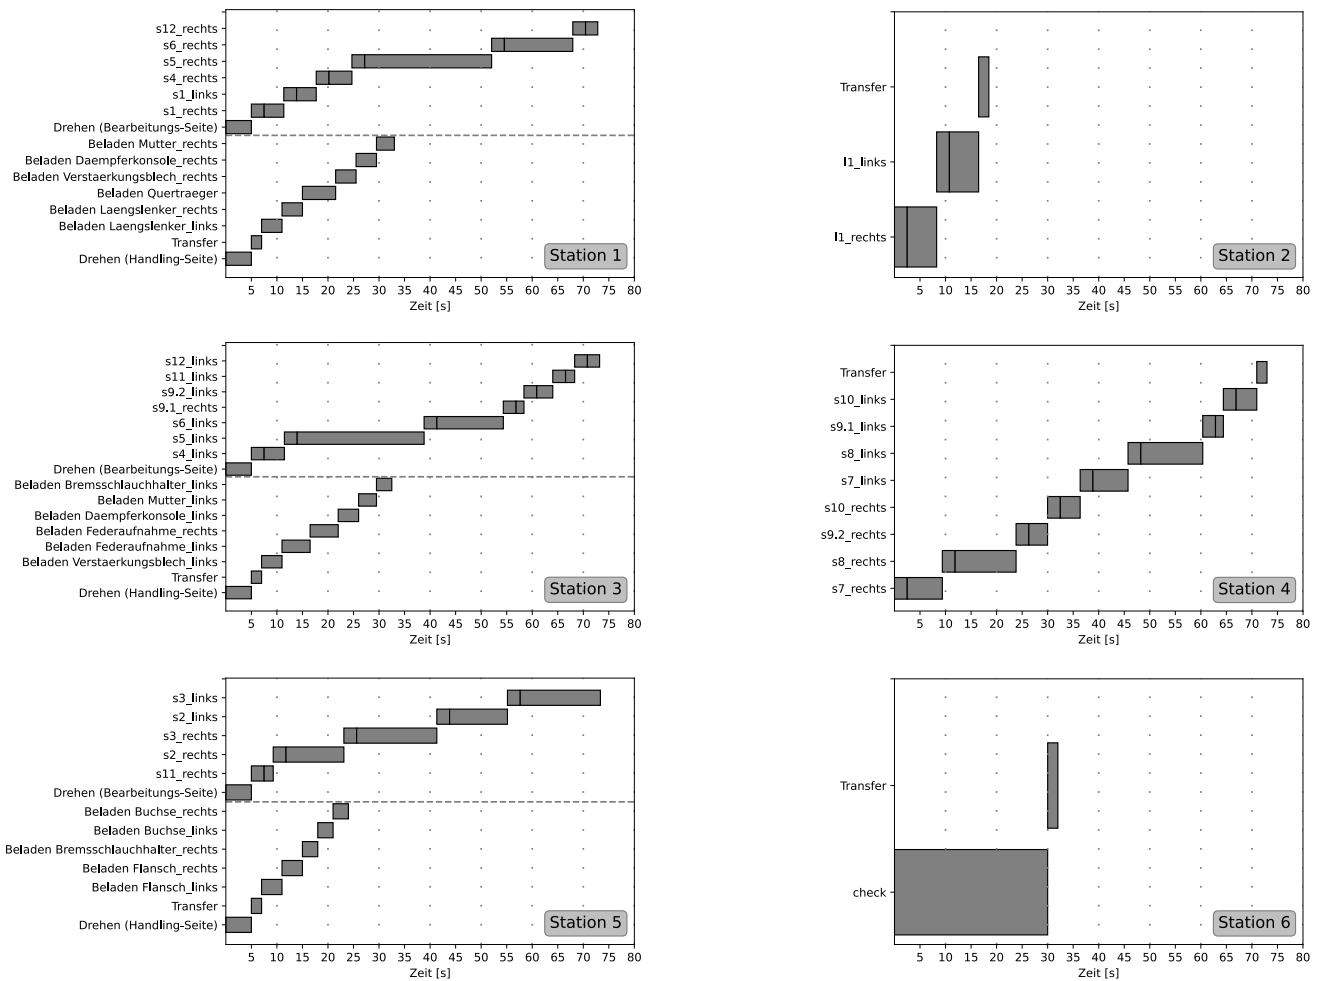 s12_rechts
s6_rechts
s5_rechts
s4_rechts
s1_links
s1_rechts
Drehen (Bearbeitungs-Seite)
Beladen Mutter_rechts
Beladen Daempferkonsole_rechts
Beladen Verstaerkungsblech_rechts
Beladen Quertraeger
Beladen Laengslenker_rechts
Beladen Laengslenker_links
Transfer
Drehen (Handling-Seite)
Station 1
5 10 15 20 25 30 35 40 45 50 55 60 65 70 75 80
Zeit [s]
Transfer
l1_links
l1_rechts
Station 2
5 10 15 20 25 30 35 40 45 50 55 60 65 70 75 80
Zeit [s]
s12_links
s11_links
s9.2_links
s9.1_rechts
s6_links
s5_links
s4_links
Drehen (Bearbeitungs-Seite)
Beladen Bremsschlauchhalter_links
Beladen Mutter_links
Beladen Daempferkonsole_links
Beladen Federaufnahme_rechts
Beladen Federaufnahme_links
Beladen Verstaerkungsblech_links
Transfer
Drehen (Handling-Seite)
Station 3
5 10 15 20 25 30 35 40 45 50 55 60 65 70 75 80
Zeit [s]
Transfer
s10_links
s9.1_links
s8_links
s7_links
s10_rechts
s9.2_rechts
s8_rechts
s7_rechts
Station 4
5 10 15 20 25 30 35 40 45 50 55 60 65 70 75 80
Zeit [s]
s3_links
s2_links
s3_rechts
s2_rechts
s11_rechts
Drehen (Bearbeitungs-Seite)
Beladen Buchse_rechts
Beladen Buchse_links
Beladen Bremsschlauchhalter_rechts
Beladen Flansch_rechts
Beladen Flansch_links
Transfer
Drehen (Handling-Seite)
Station 5
5 10 15 20 25 30 35 40 45 50 55 60 65 70 75 80
Zeit [s]
Transfer
check
Station 6
5 10 15 20 25 30 35 40 45 50 55 60 65 70 75 80
Zeit [s]